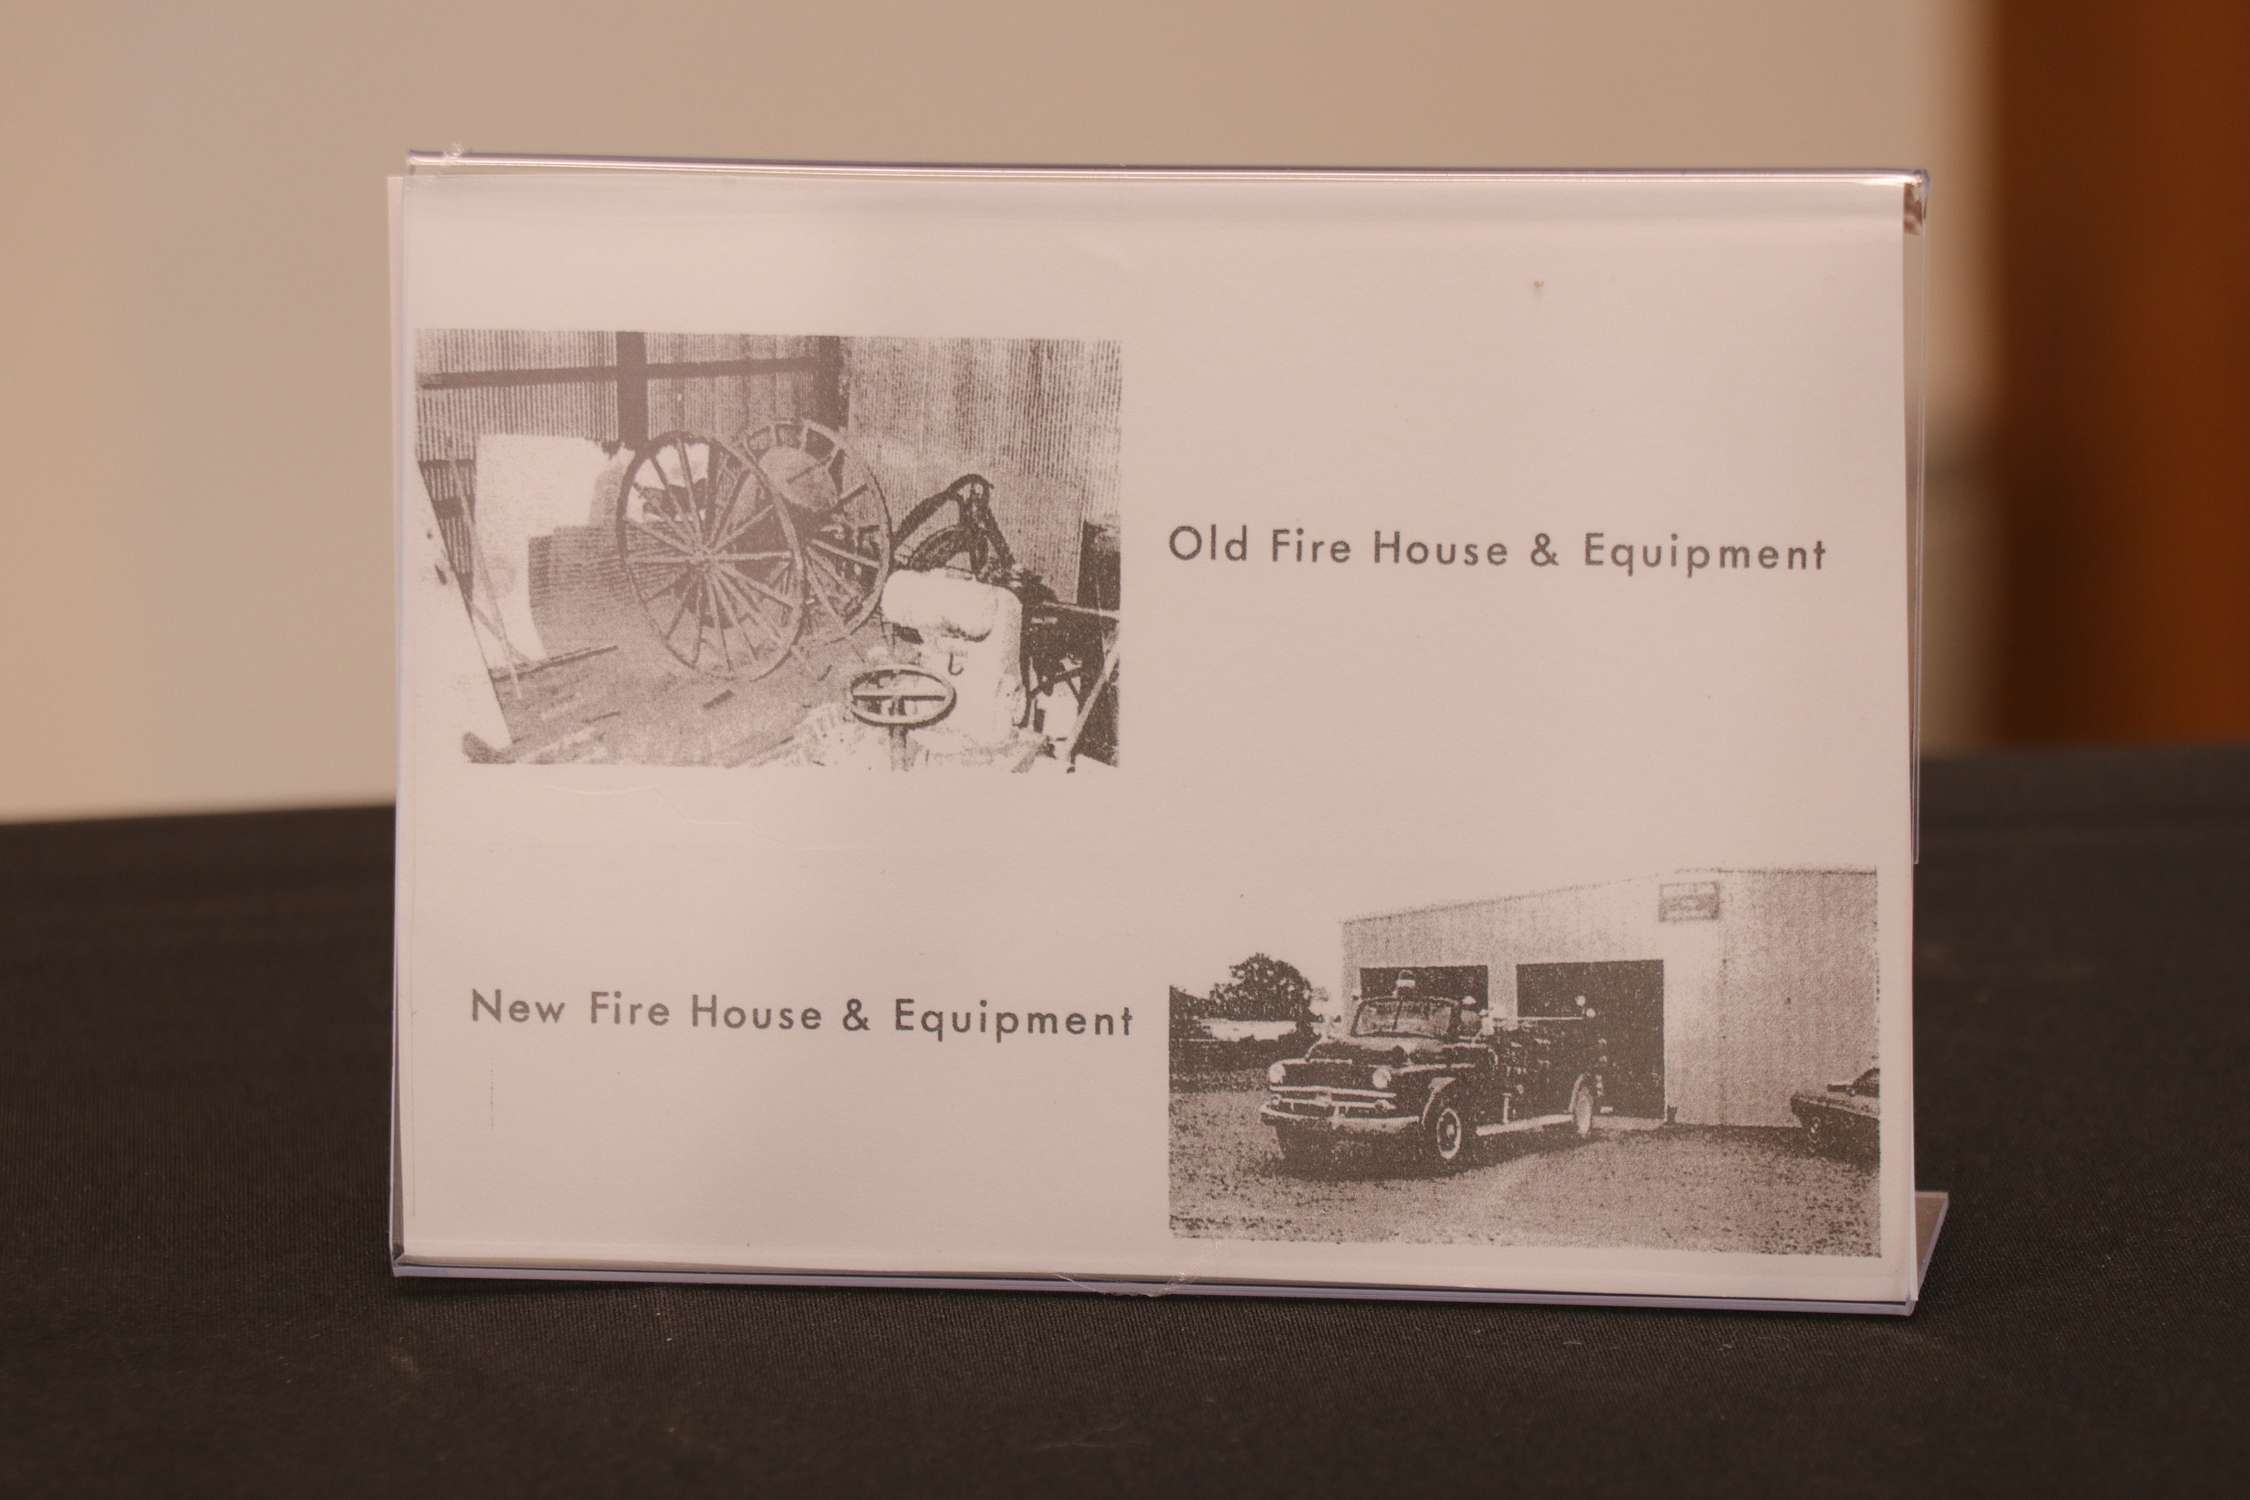 Old Fire House & Equipment
New Fire House & Equipment